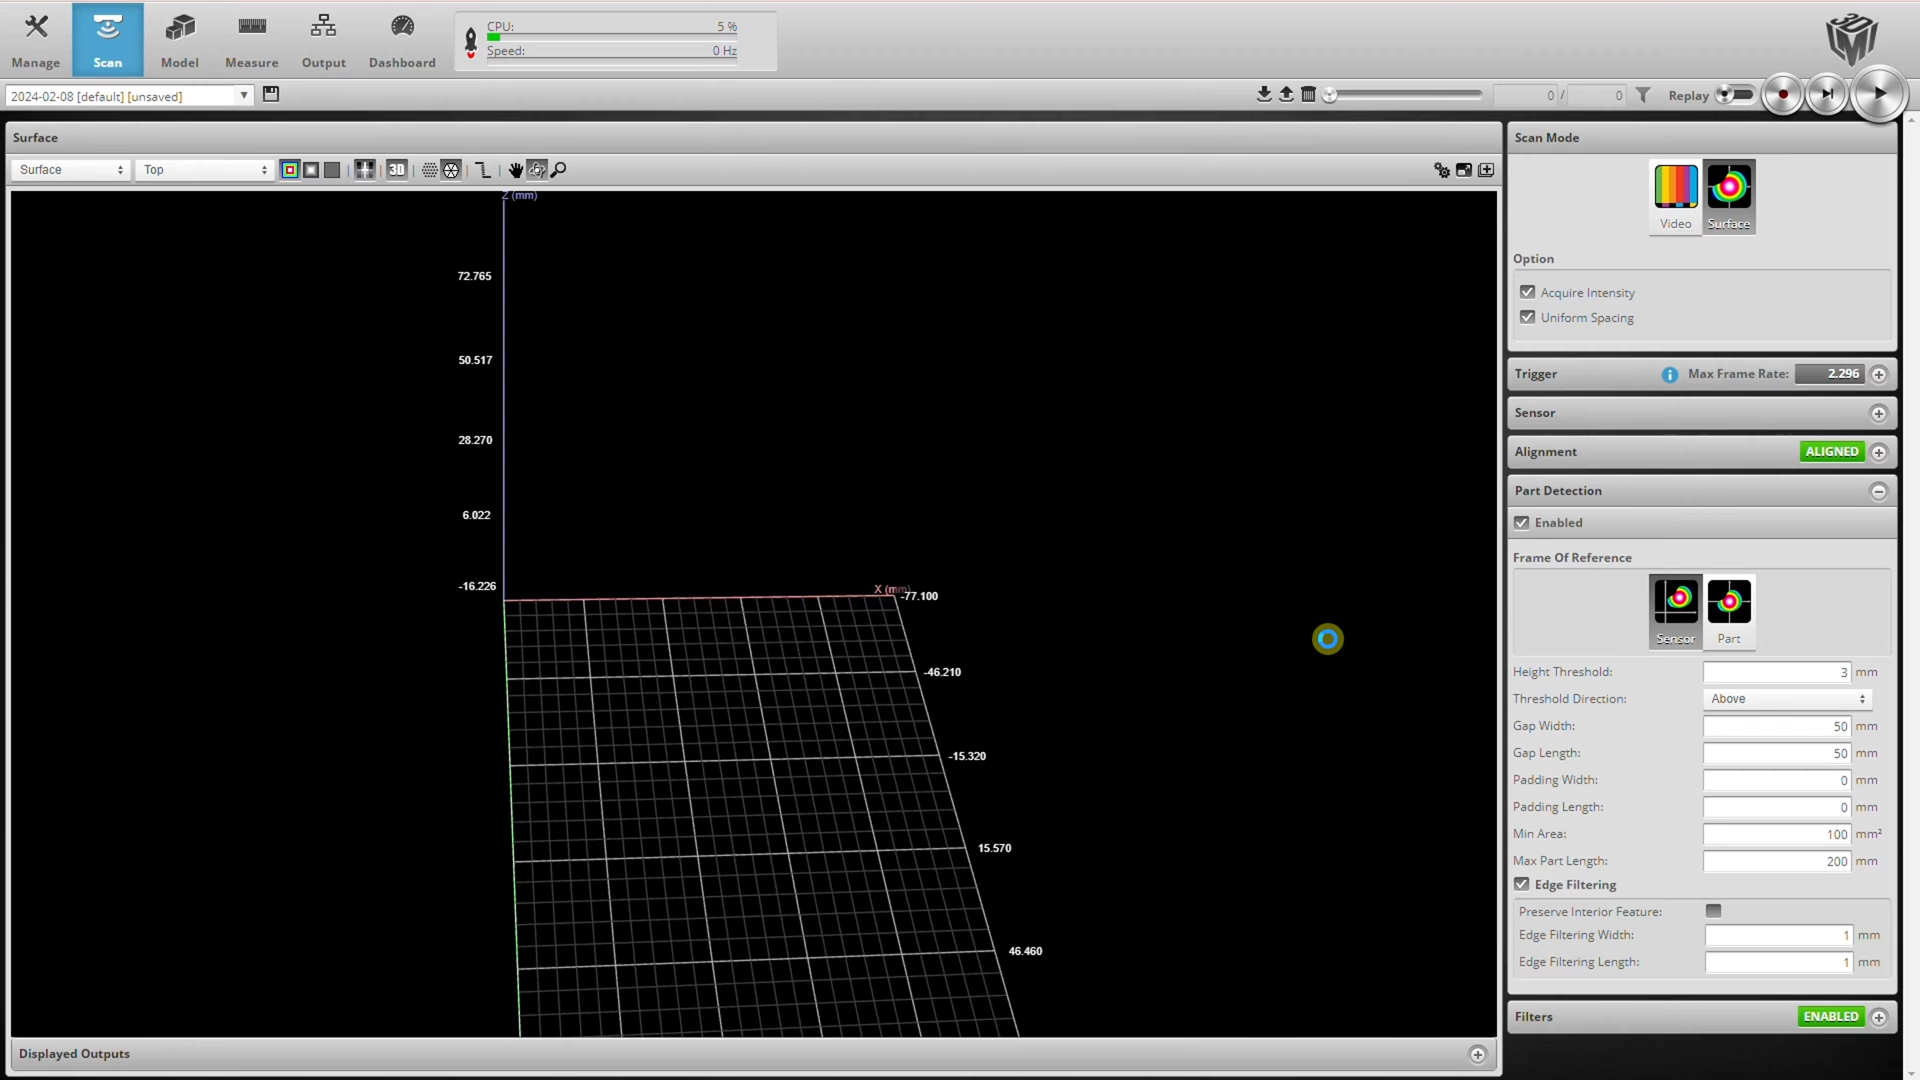 CPU: 5 %
Speed: 0 Hz
Manage Scan Model Measure Output Dashboard
2024-02-08 [default] [unsaved]
0 / 0
Replay
Surface
Surface Top
3D
Z (mm)
72.765
50.517
28.270
6.022
-16.226
X (mm)
-77.100
-46.210
-15.320
15.570
46.460
Displayed Outputs
Scan Mode
Video Surface
Option
Acquire Intensity
Uniform Spacing
Trigger Max Frame Rate: 2.296
Sensor
Alignment ALIGNED
Part Detection
Enabled
Frame Of Reference
Sensor Part
Height Threshold: 3 mm
Threshold Direction: Above
Gap Width: 50 mm
Gap Length: 50 mm
Padding Width: 0 mm
Padding Length: 0 mm
Min Area: 100 mm²
Max Part Length: 200 mm
Edge Filtering
Preserve Interior Feature:
Edge Filtering Width: 1 mm
Edge Filtering Length: 1 mm
Filters ENABLED